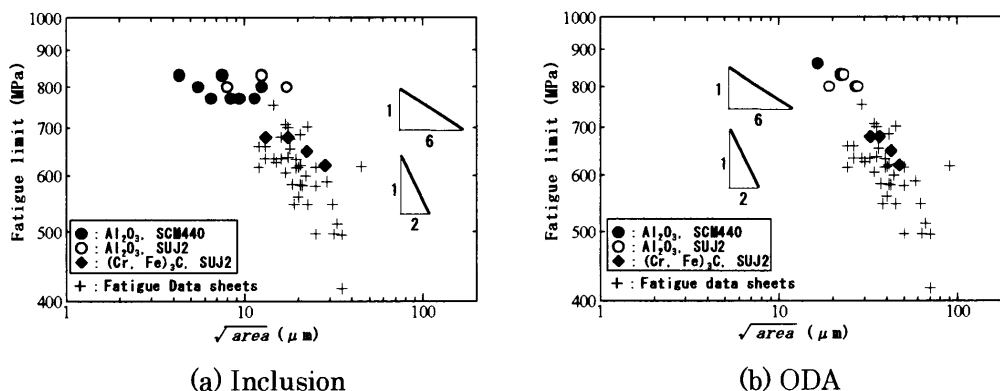 Fatigue limit (MPa)
1000
900
800
700
600
500
400
1
6
1
2
● : Al₂O₃, SCM440
○ : Al₂O₃, SUJ2
◆ : (Cr, Fe)₃C, SUJ2
+ : Fatigue Data sheets
1
10
100
√area (μm)
(a) Inclusion
Fatigue limit (MPa)
1000
900
800
700
600
500
400
1
6
1
2
● : Al₂O₃, SCM440
○ : Al₂O₃, SUJ2
◆ : (Cr, Fe)₃C, SUJ2
+ : Fatigue data sheets
1
10
100
√area (μm)
(b) ODA